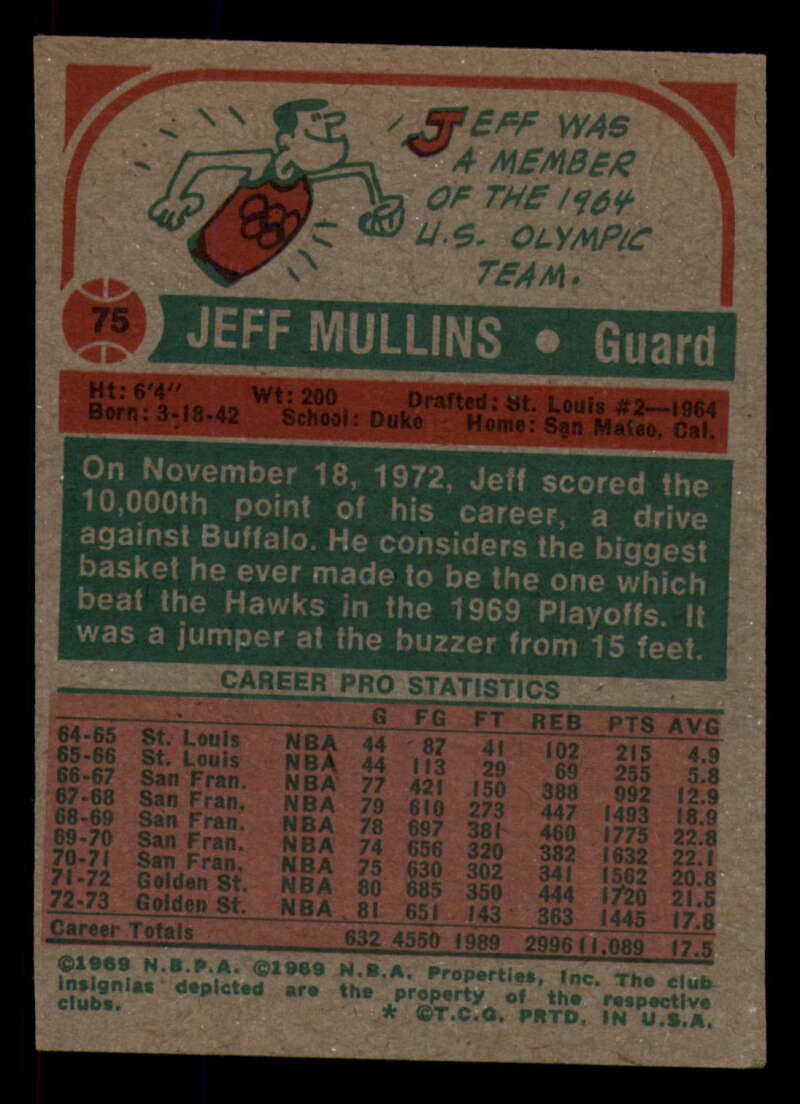 JEFF WAS
A MEMBER
OF THE 1964
U.S. OLYMPIC
TEAM.
75 JEFF MULLINS • Guard
Ht: 6'4" Wt: 200 Drafted: St. Louis #2—1964
Born: 3-18-42 School: Duke Home: San Mateo, Cal.
On November 18, 1972, Jeff scored the
10,000th point of his career, a drive
against Buffalo. He considers the biggest
basket he ever made to be the one which
beat the Hawks in the 1969 Playoffs. It
was a jumper at the buzzer from 15 feet.
CAREER PRO STATISTICS
G FG FT REB PTS AVG
64-65 St. Louis NBA 44 87 41 102 215 4.9
65-66 St. Louis NBA 44 113 29 69 255 5.8
66-67 San Fran. NBA 77 421 150 388 992 12.9
67-68 San Fran. NBA 79 610 273 447 1493 18.9
68-69 San Fran. NBA 78 697 381 460 1775 22.8
69-70 San Fran. NBA 74 656 320 382 1632 22.1
70-71 San Fran. NBA 75 630 302 341 1562 20.8
71-72 Golden St. NBA 80 685 350 444 1720 21.5
72-73 Golden St. NBA 81 651 143 363 1445 17.8
Career Totals 632 4550 1989 2996 11,089 17.5
©1969 N.B.P.A. ©1969 N.B.A. Properties, Inc. The club
insignias depicted are the property of the respective
clubs. * ©T.C.G. PRTD. IN U.S.A.